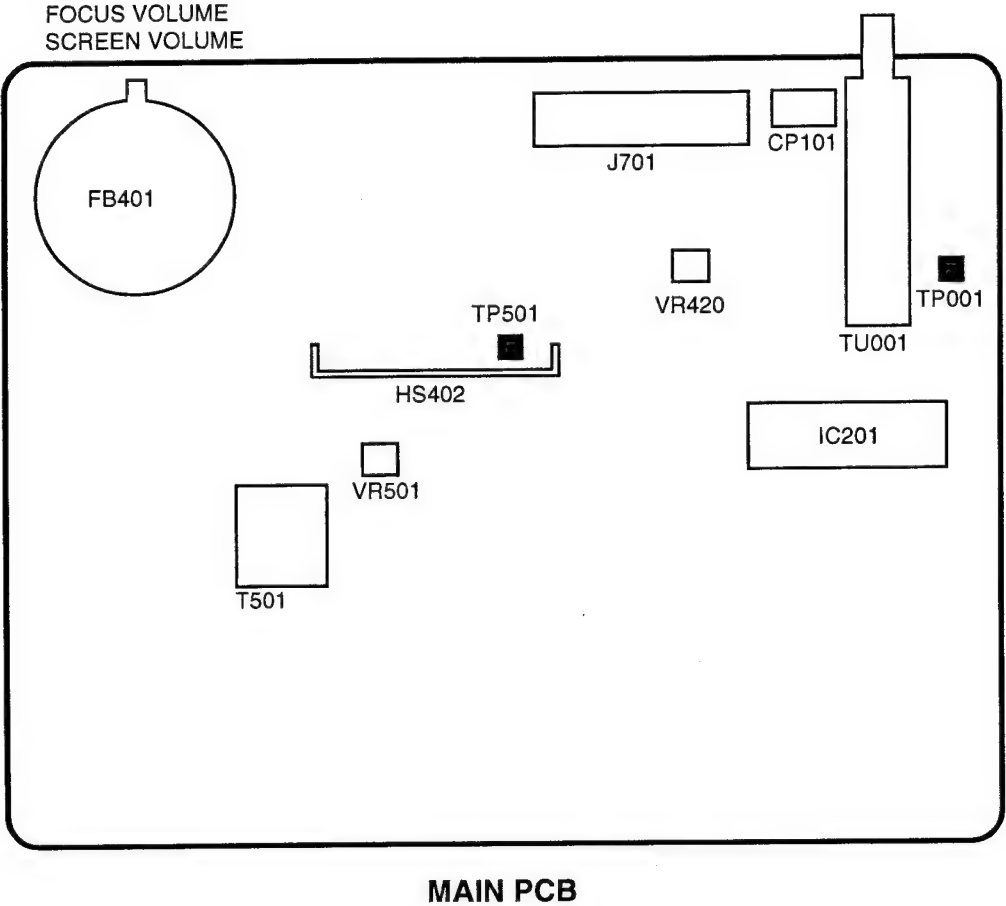 FOCUS VOLUME
SCREEN VOLUME
FB401
J701
CP101
TU001
TP001
VR420
TP501
HS402
IC201
VR501
T501
MAIN PCB